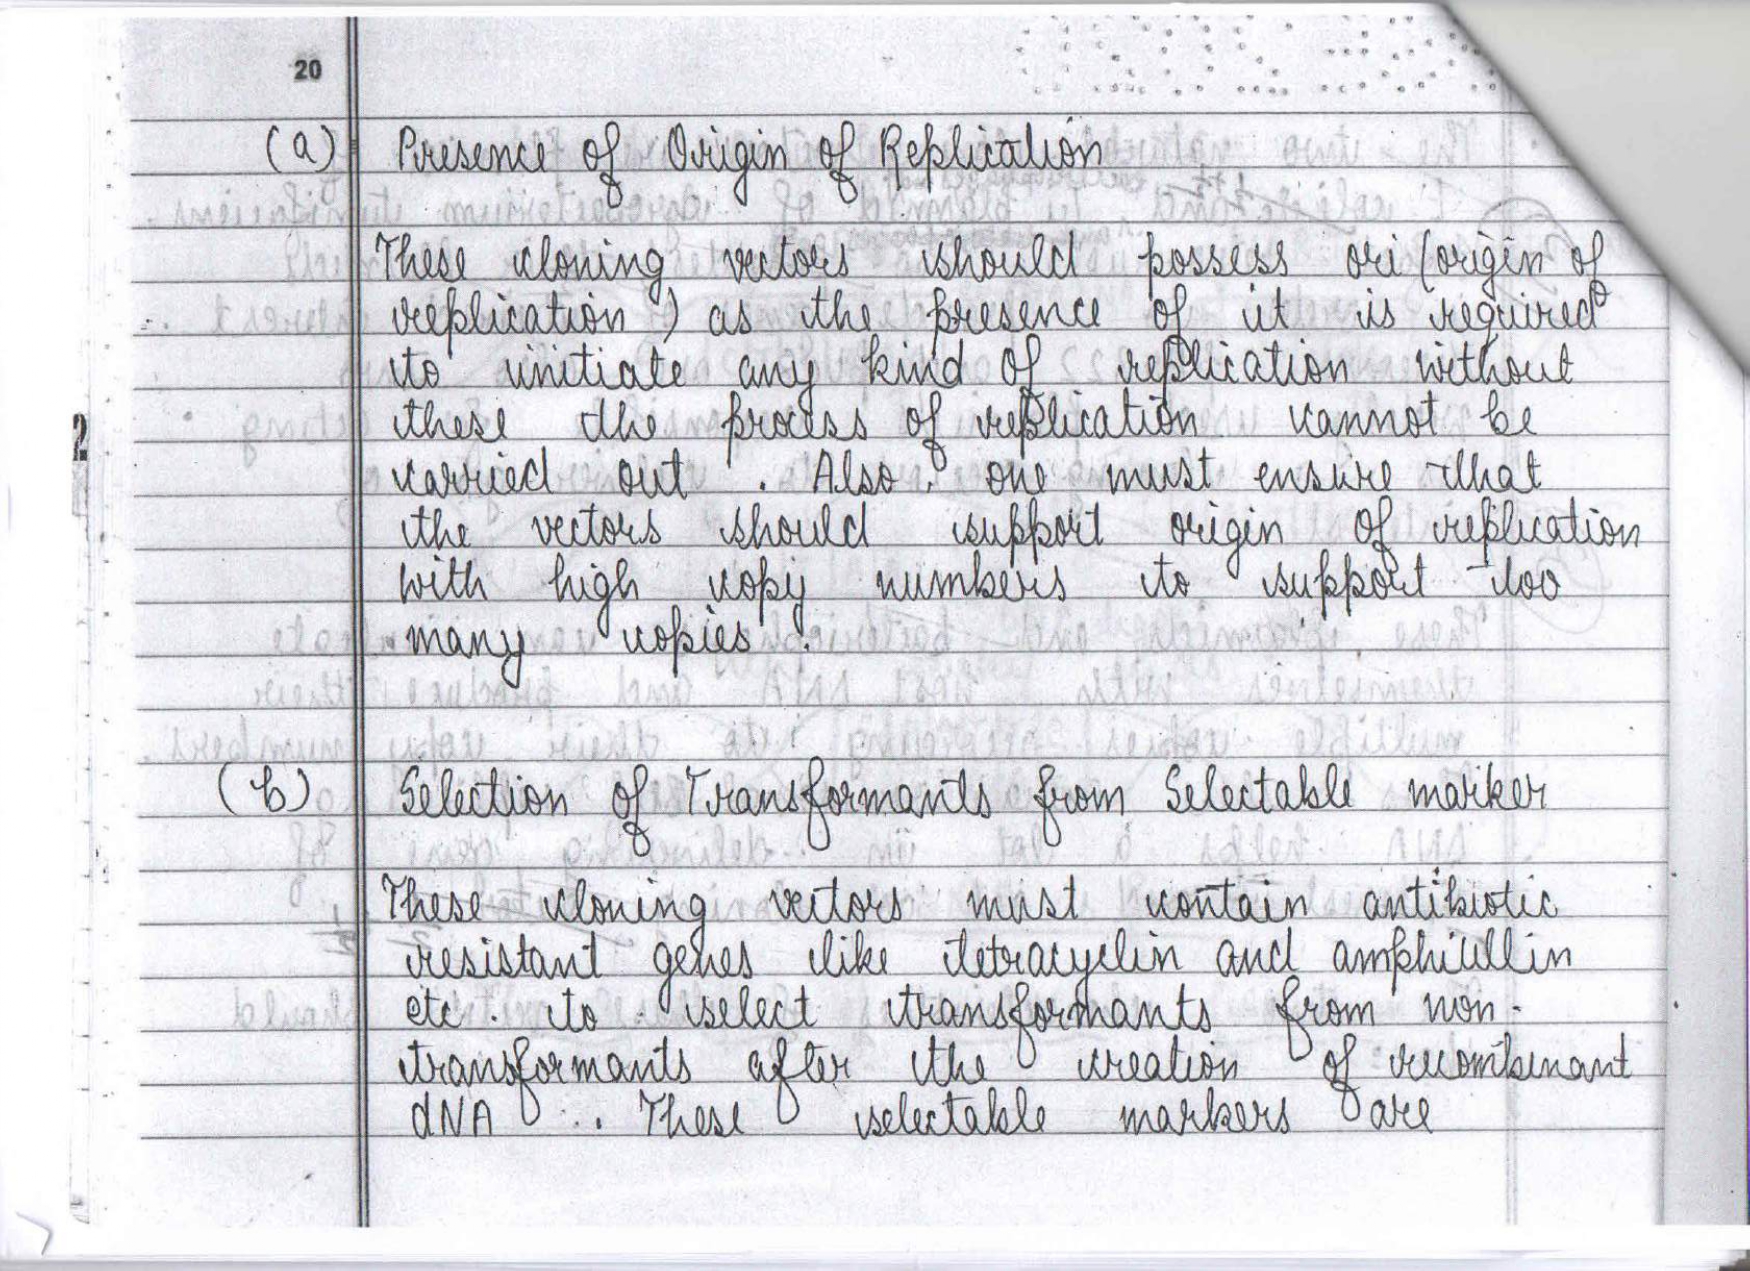 20
(a) Presence of Origin of Replication
These cloning vectors should possess ori (origin of
replication) as the presence of it is required
to initiate any kind of replication without
these the process of replication cannot be
carried out. Also, one must ensure that
the vectors should support origin of replication
with high copy numbers to support too
many copies.
(b) Selection of Transformants from Selectable marker
These cloning vectors must contain antibiotic
resistant genes like tetracyclin and amphicillin
etc. to select transformants from non-
transformants after the creation of recombinant
dNA. These selectable markers are